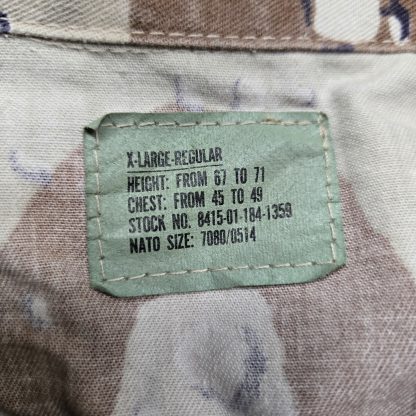 X-LARGE-REGULAR
HEIGHT: FROM 67 TO 71
CHEST: FROM 45 TO 49
STOCK NO. 8415-01-184-1359
NATO SIZE: 7080/0514